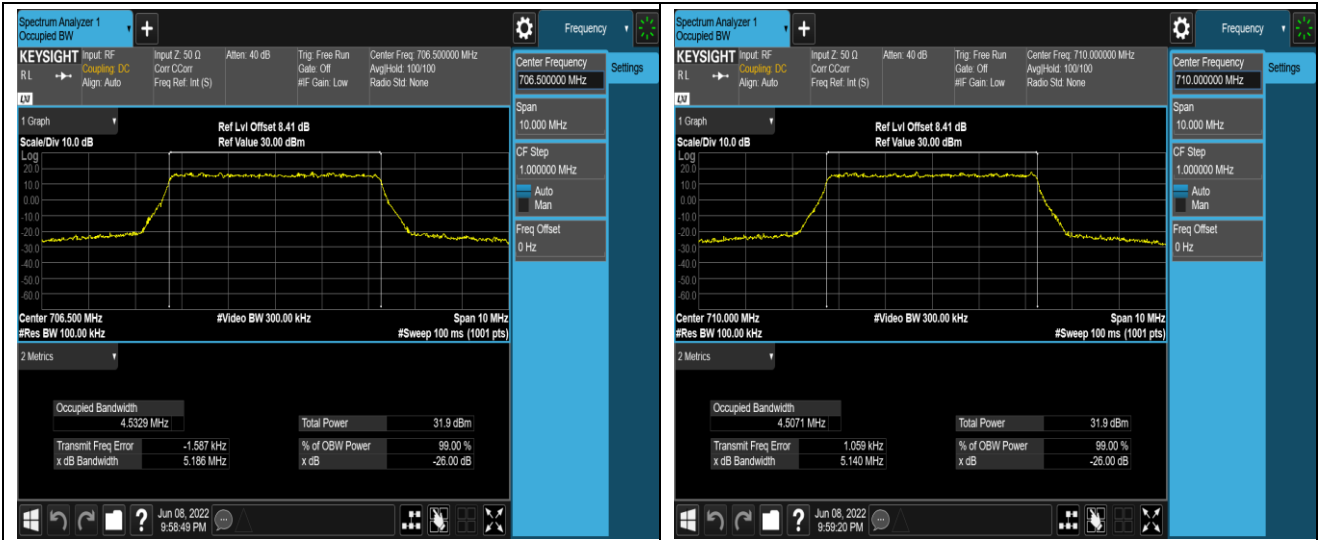 Spectrum Analyzer 1
Occupied BW
Frequency
KEYSIGHT
RL
LXI
Input: RF
Coupling: DC
Align: Auto
Input Z: 50 Ω
Corr CCorr
Freq Ref: Int (S)
Atten: 40 dB
Trig: Free Run
Gate: Off
#IF Gain: Low
Center Freq: 706.500000 MHz
Avg|Hold: 100/100
Radio Std: None
Center Frequency
706.500000 MHz
Settings
Span
10.000 MHz
CF Step
1.000000 MHz
Auto
Man
Freq Offset
0 Hz
1 Graph
Scale/Div 10.0 dB
Ref Lvl Offset 8.41 dB
Ref Value 30.00 dBm
Log
20.0
10.0
0.00
-10.0
-20.0
-30.0
-40.0
-50.0
-60.0
Center 706.500 MHz
#Video BW 300.00 kHz
Span 10 MHz
#Res BW 100.00 kHz
#Sweep 100 ms (1001 pts)
2 Metrics
Occupied Bandwidth
4.5329 MHz
Total Power 31.9 dBm
Transmit Freq Error -1.587 kHz
% of OBW Power 99.00 %
x dB Bandwidth 5.186 MHz
x dB -26.00 dB
?
Jun 08, 2022
9:58:49 PM
Spectrum Analyzer 1
Occupied BW
Frequency
KEYSIGHT
RL
LXI
Input: RF
Coupling: DC
Align: Auto
Input Z: 50 Ω
Corr CCorr
Freq Ref: Int (S)
Atten: 40 dB
Trig: Free Run
Gate: Off
#IF Gain: Low
Center Freq: 710.000000 MHz
Avg|Hold: 100/100
Radio Std: None
Center Frequency
710.000000 MHz
Settings
Span
10.000 MHz
CF Step
1.000000 MHz
Auto
Man
Freq Offset
0 Hz
1 Graph
Scale/Div 10.0 dB
Ref Lvl Offset 8.41 dB
Ref Value 30.00 dBm
Log
20.0
10.0
0.00
-10.0
-20.0
-30.0
-40.0
-50.0
-60.0
Center 710.000 MHz
#Video BW 300.00 kHz
Span 10 MHz
#Res BW 100.00 kHz
#Sweep 100 ms (1001 pts)
2 Metrics
Occupied Bandwidth
4.5071 MHz
Total Power 31.9 dBm
Transmit Freq Error 1.059 kHz
% of OBW Power 99.00 %
x dB Bandwidth 5.140 MHz
x dB -26.00 dB
?
Jun 08, 2022
9:59:20 PM